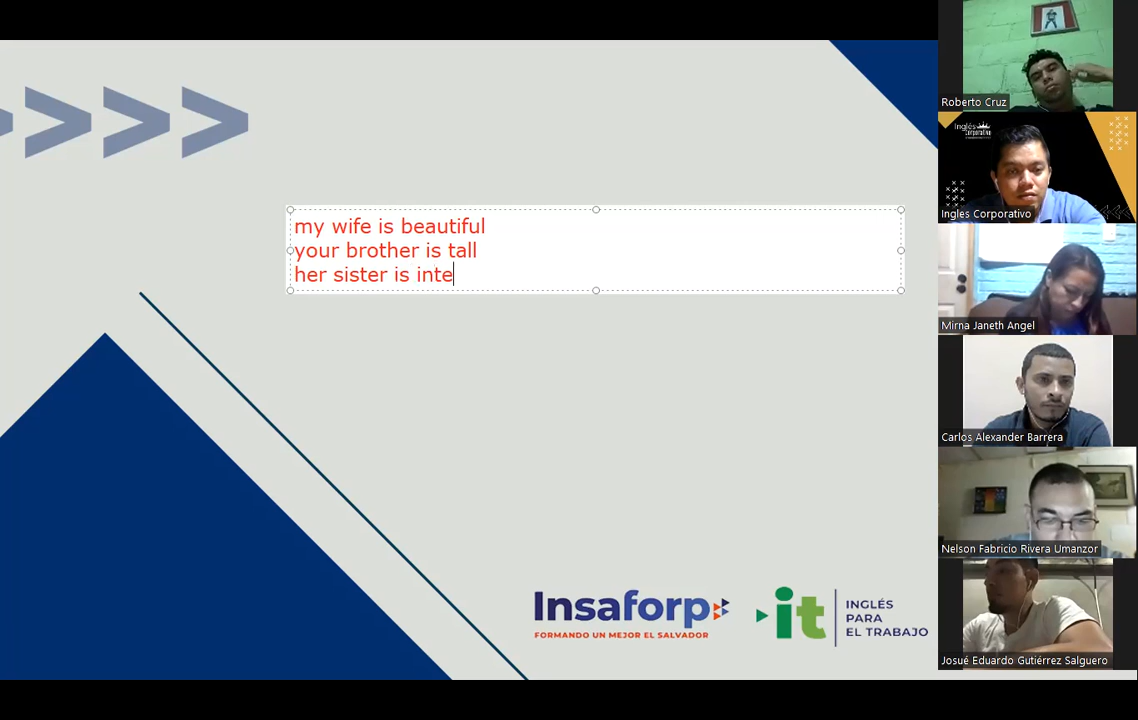 my wife is beautiful
your brother is tall
her sister is inte
Insaforp
FORMANDO UN MEJOR EL SALVADOR
it
INGLÉS
PARA
EL TRABAJO
Roberto Cruz
Inglés
Corporativo
Ingles Corporativo
Mirna Janeth Angel
Carlos Alexander Barrera
Nelson Fabricio Rivera Umanzor
Josué Eduardo Gutiérrez Salguero